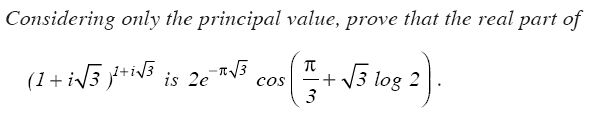 Considering only the principal value, prove that the real part of
(1 + i√3)^{1+i√3} is 2e^{-π√3} cos (π/3 + √3 log 2).